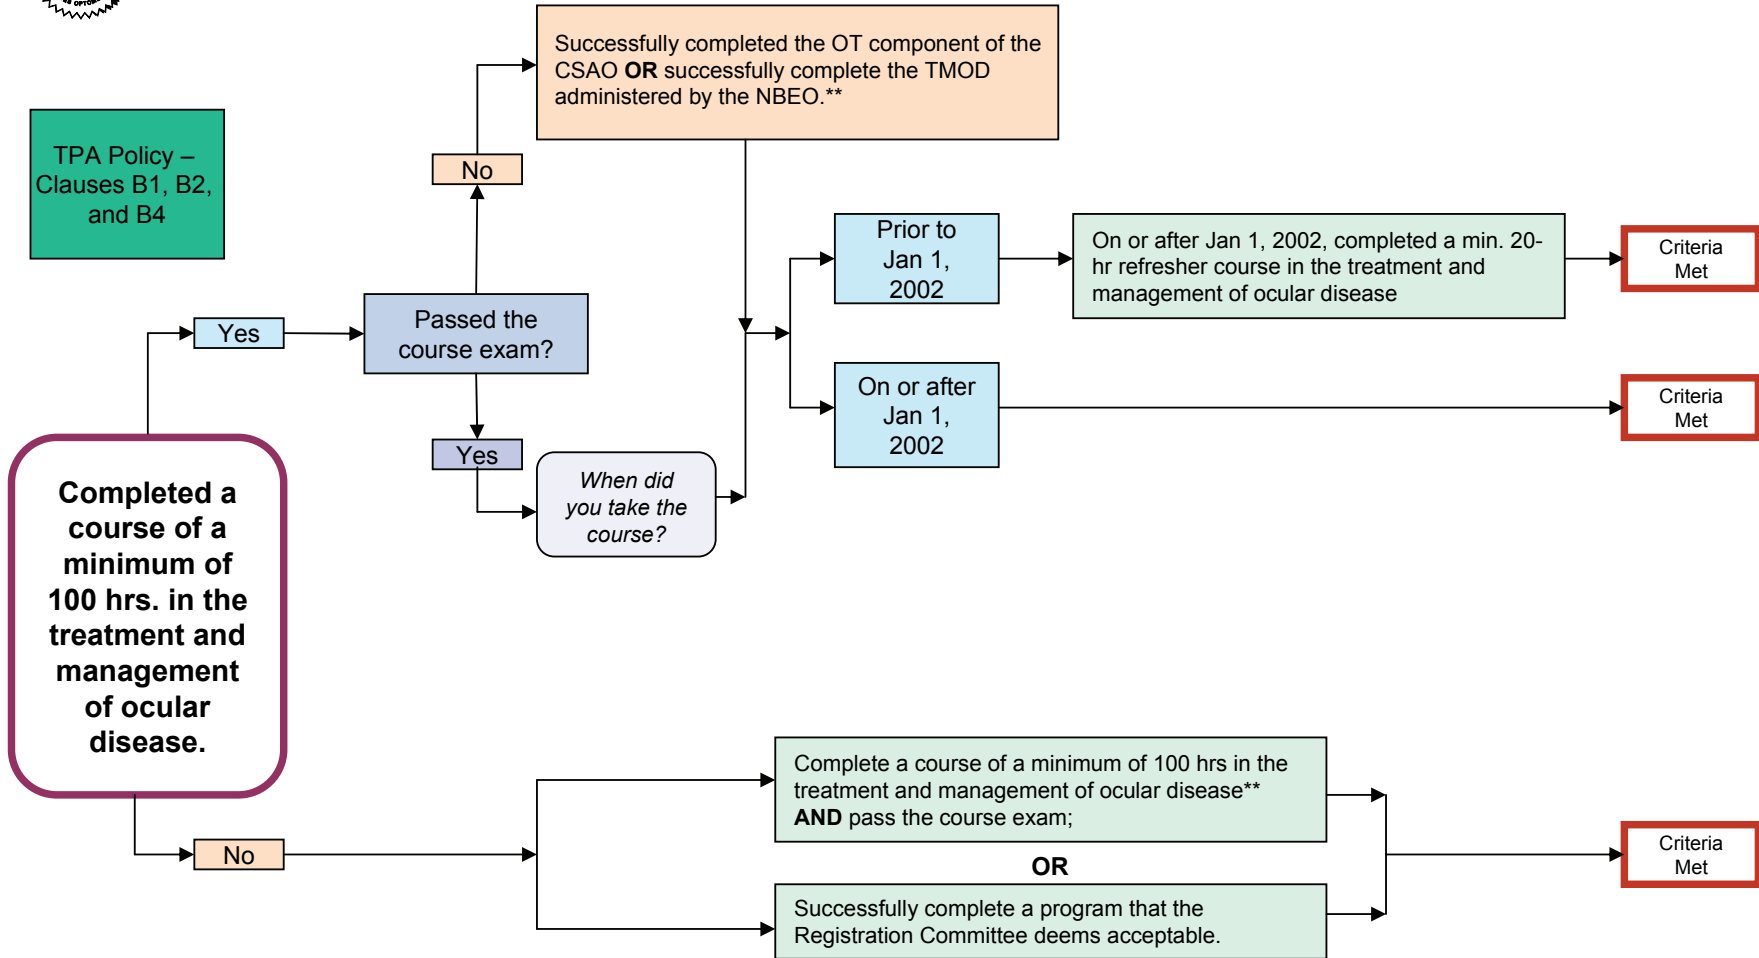 Successfully completed the OT component of the
CSAO OR successfully complete the TMOD
administered by the NBEO.**
TPA Policy –
Clauses B1, B2,
and B4
No
Prior to
Jan 1,
2002
On or after Jan 1, 2002, completed a min. 20-
hr refresher course in the treatment and
management of ocular disease
Criteria
Met
Yes
Passed the
course exam?
On or after
Jan 1,
2002
Criteria
Met
Yes
When did
you take the
course?
Completed a
course of a
minimum of
100 hrs. in the
treatment and
management
of ocular
disease.
Complete a course of a minimum of 100 hrs in the
treatment and management of ocular disease**
AND pass the course exam;
No
OR
Criteria
Met
Successfully complete a program that the
Registration Committee deems acceptable.